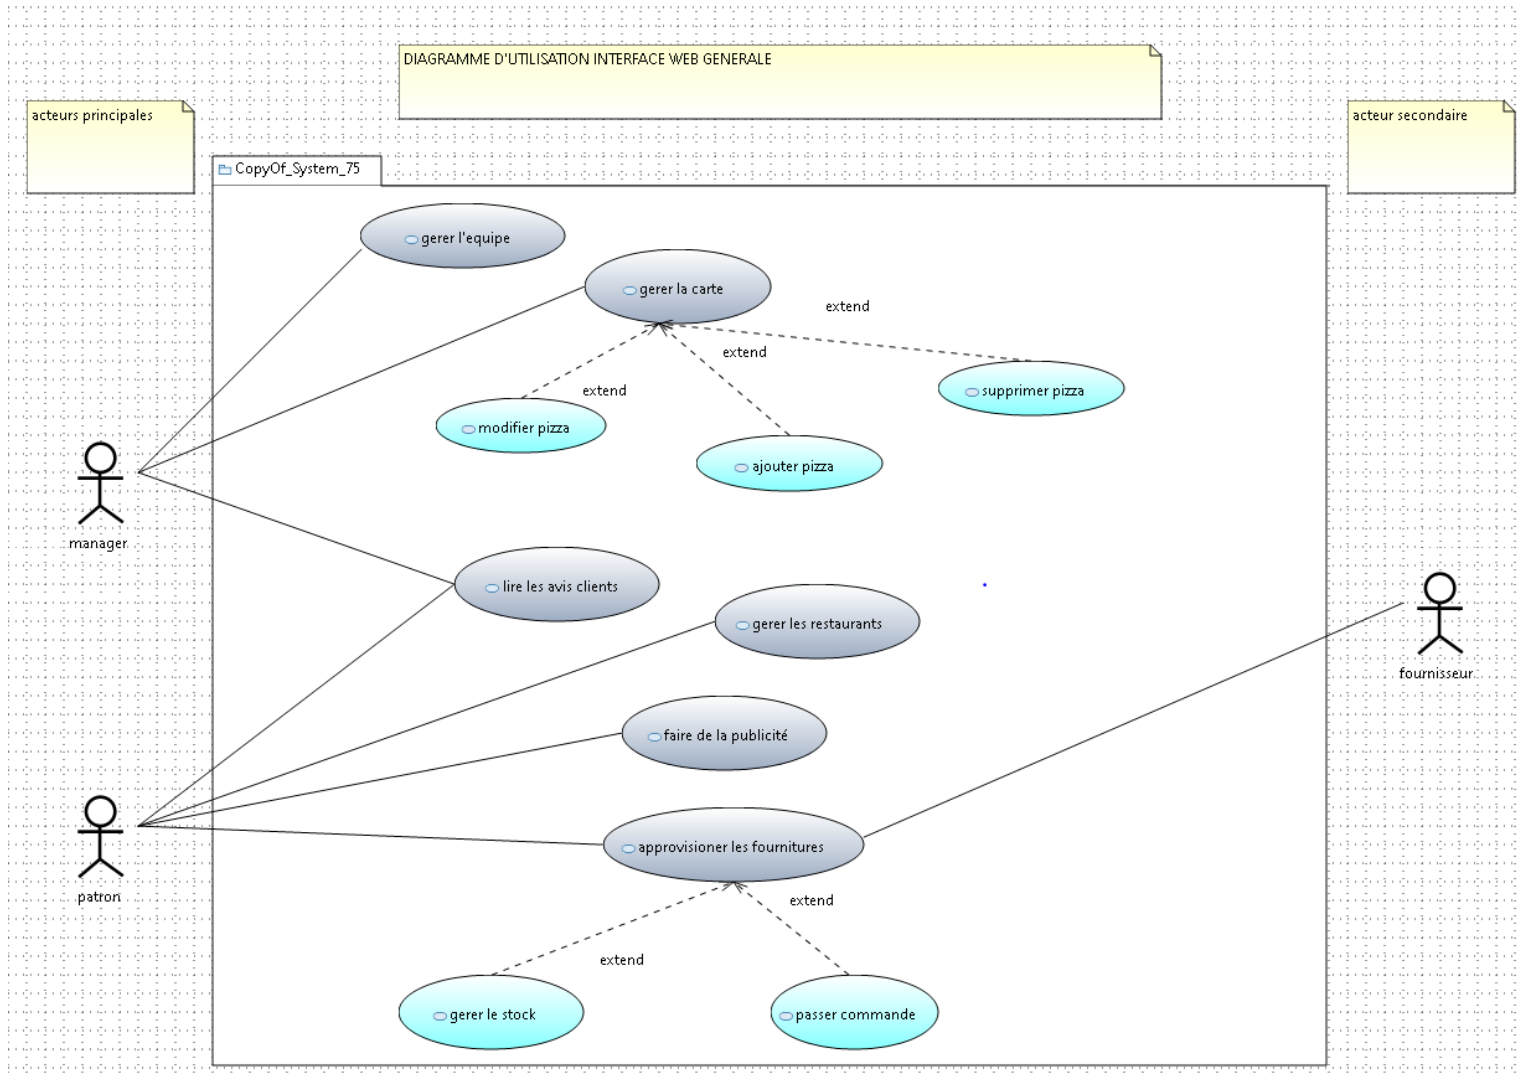 DIAGRAMME D'UTILISATION INTERFACE WEB GENERALE
acteurs principales
acteur secondaire
CopyOf_System_75
gerer l'equipe
gerer la carte
extend
extend
extend
supprimer pizza
modifier pizza
ajouter pizza
manager
lire les avis clients
gerer les restaurants
fournisseur
faire de la publicité
approvisioner les fournitures
patron
extend
extend
gerer le stock
passer commande